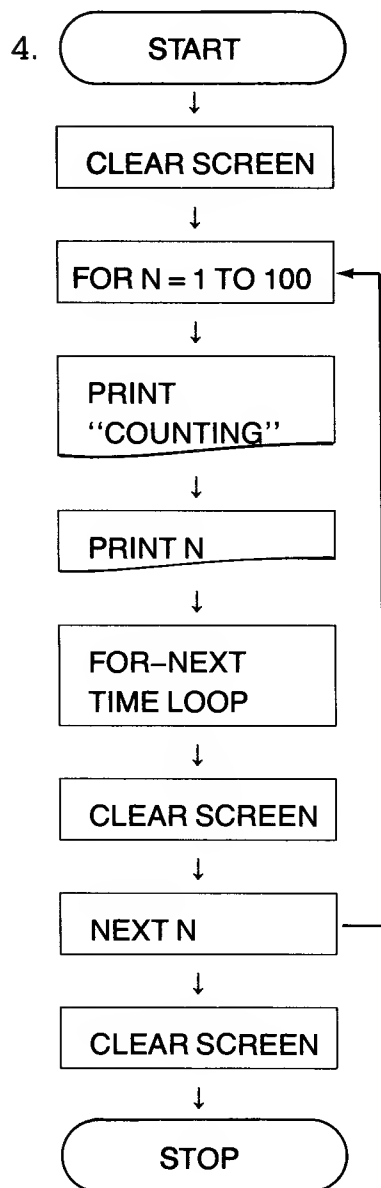 4. START
CLEAR SCREEN
FOR N = 1 TO 100
PRINT
‘‘COUNTING’’
PRINT N
FOR–NEXT
TIME LOOP
CLEAR SCREEN
NEXT N
CLEAR SCREEN
STOP